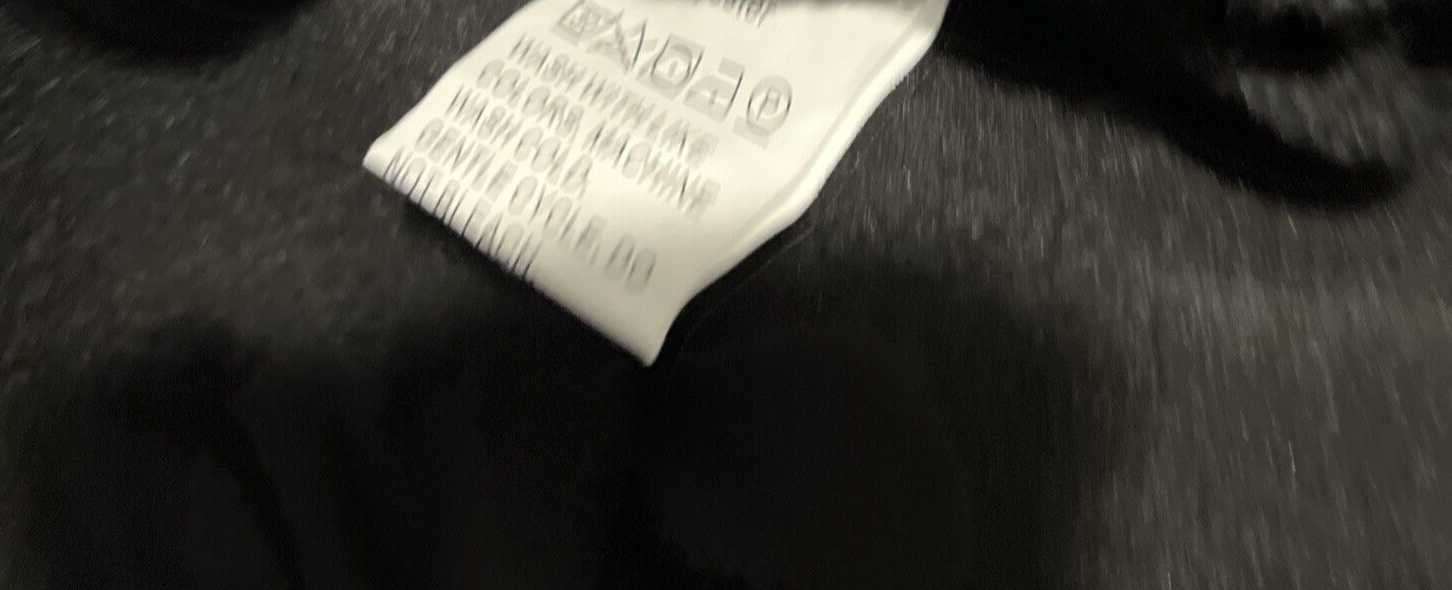 WASH WITH LIKE
COLORS, MACHINE
WASH COLD,
GENTLE CYCLE, DO
NOT BLEACH